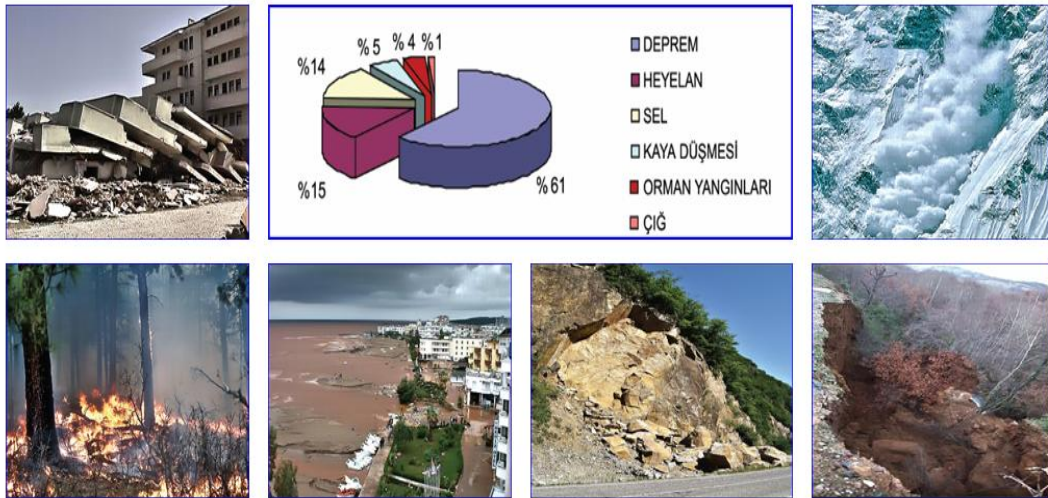 %14
% 5
% 4
%1
%15
% 61
DEPREM
HEYELAN
SEL
KAYA DÜŞMESİ
ORMAN YANGINLARI
ÇIĞ